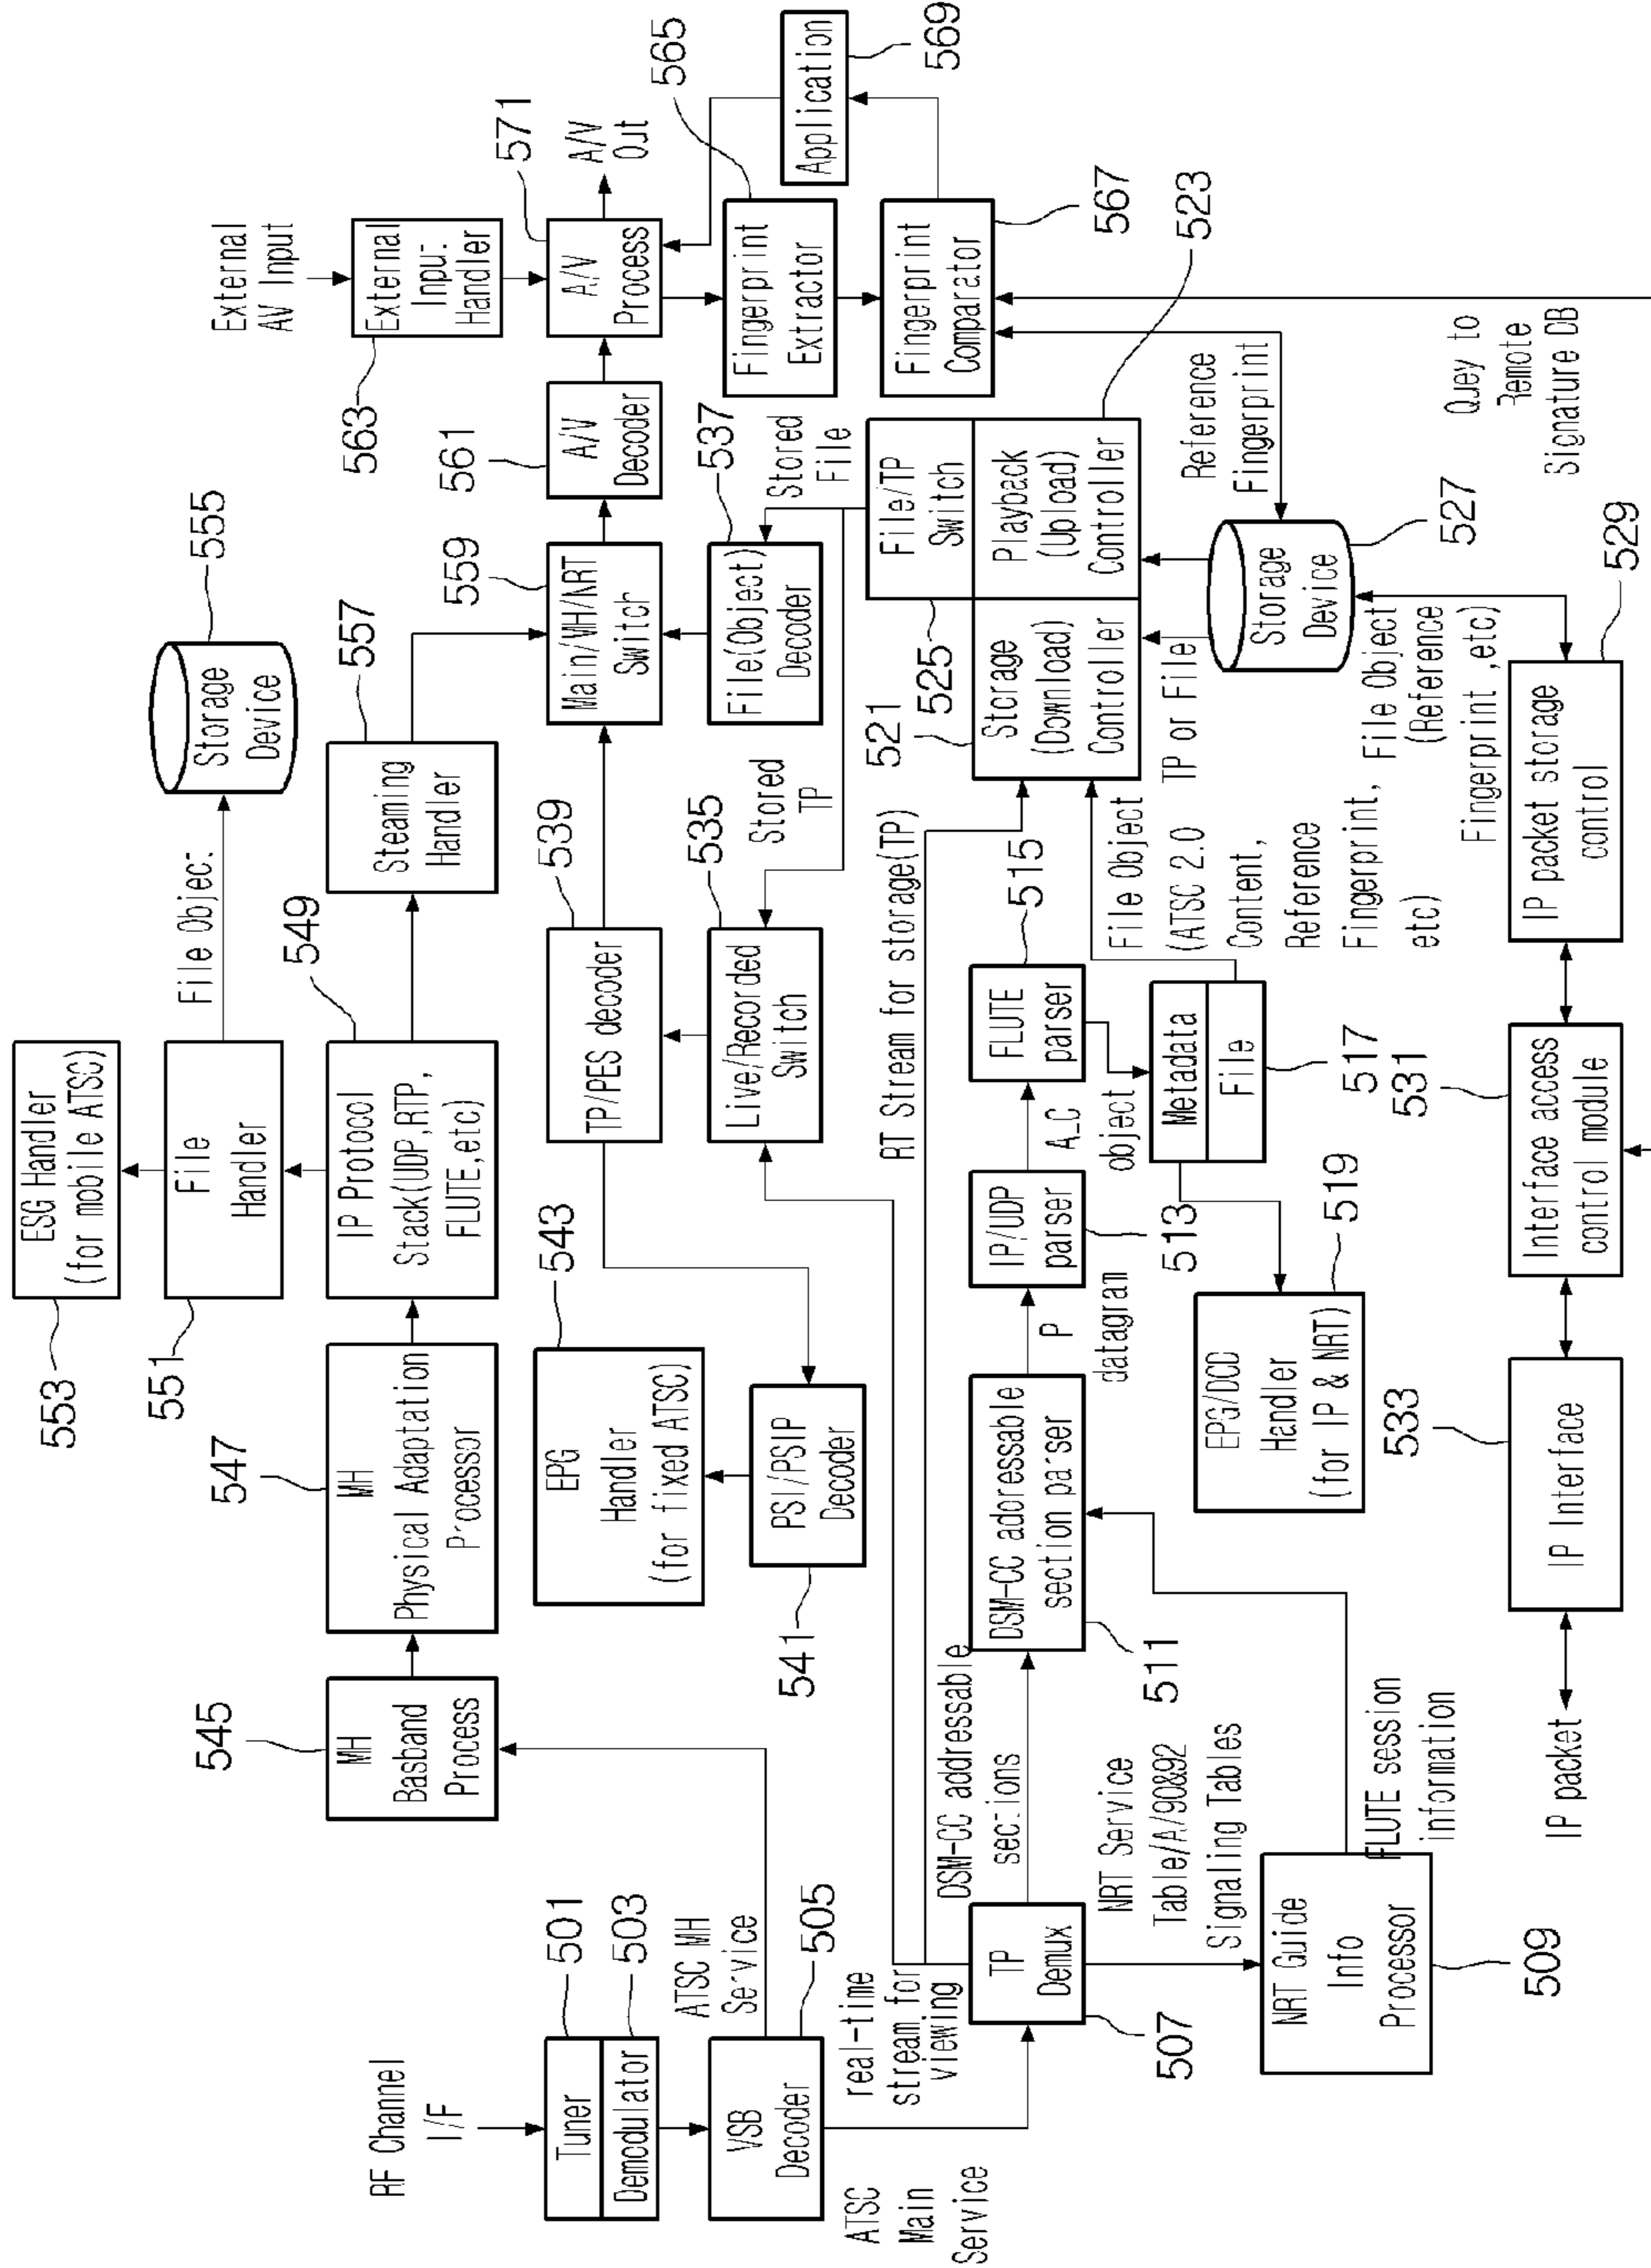 RF Channel
I/F
Tuner
501
Demodulator
503
VSB
Decoder
505
ATSC MH
Service
ATSC
Main
Service
real-time
stream for
viewing
TP
Demux
507
DSM-CC addressable
sections
NRT Service
Table/A/90&92
Signaling Tables
NRT Guide
Info
Processor
509
FLUTE session
information
MH
Basband
Process
545
MH
Physical Adaptation
Processor
547
IP Protocol
Stack(UDP,RTP,
FLUTE,etc)
549
File
Handler
551
ESG Handler
(for mobile ATSC)
553
File Object
Storage
Device
555
Steaming
Handler
557
EPG
Handler
(for fixed ATSC)
543
PSI/PSIP
Decoder
541
TP/PES decoder
539
Live/Recorded
Switch
535
Stored
TP
Main/MH/NRT
Switch
559
File(Object)
Decoder
537
Stored
File
A/V
Decoder
561
External
AV Input
External
Input:
Handler
563
A/V
Process
571
A/V
Out
Fingerprint
Extractor
565
Fingerprint
Comparator
567
Application
569
DSM-CC adoressable
section parser
511
P
datagram
IP/UDP
parser
513
A_C
object
FLUTE
parser
515
Metadata
File
517
EPG/DCD
Handler
(for IP & NRT)
519
RT Stream for storage(TP)
File Object
(ATSC 2.0
Content,
Reference
Fingerprint,
etc)
Storage
(Download)
Controller
521
File/TP
Switch
525
Playback
(Upload)
Controller
523
TP or File
Storage
Device
527
Reference
Fingerprint
File Object
(Reference
Fingerprint ,etc)
Quey to
Remote
Signature DB
IP packet
IP Interface
533
Interface access
control module
531
IP packet storage
control
529